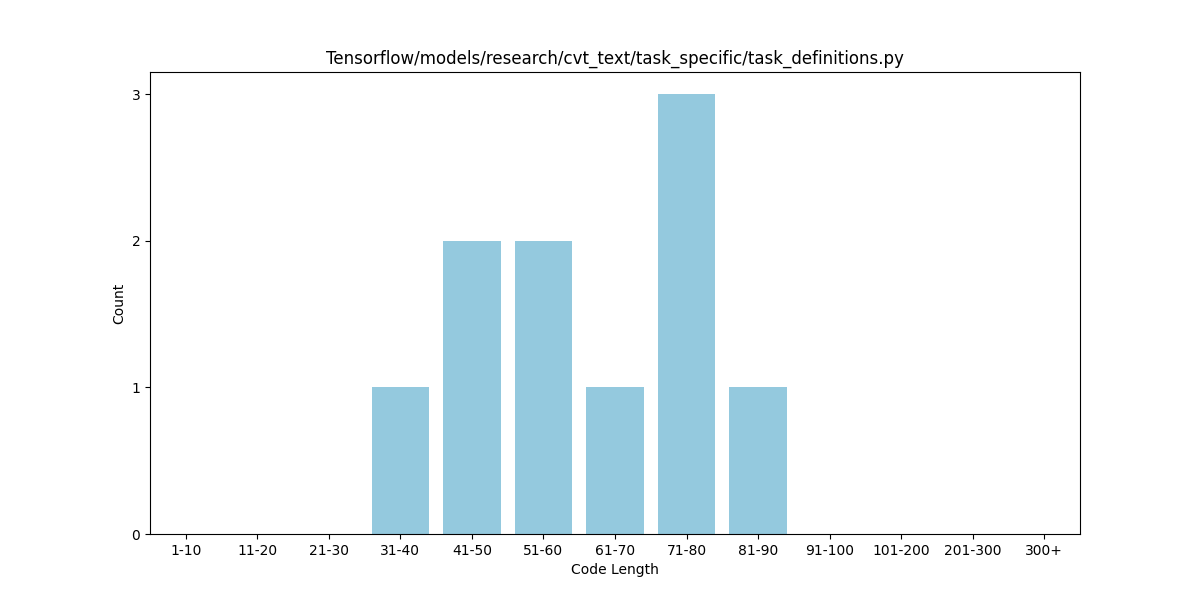 Tensorflow/models/research/cvt_text/task_specific/task_definitions.py
3
2
1
0
Count
1-10 11-20 21-30 31-40 41-50 51-60 61-70 71-80 81-90 91-100 101-200 201-300 300+
Code Length